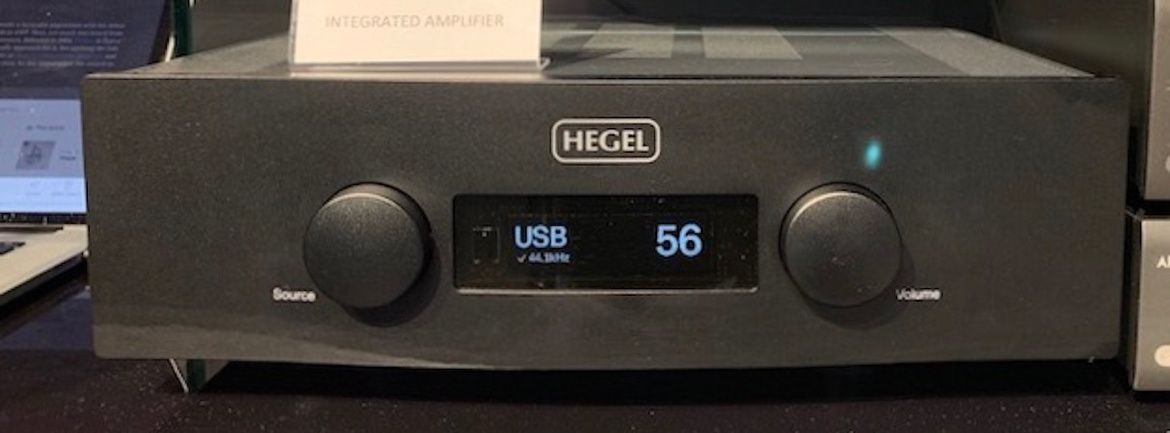 INTEGRATED AMPLIFIER
HEGEL
USB
56
✓ 44.1kHz
Source
Volume